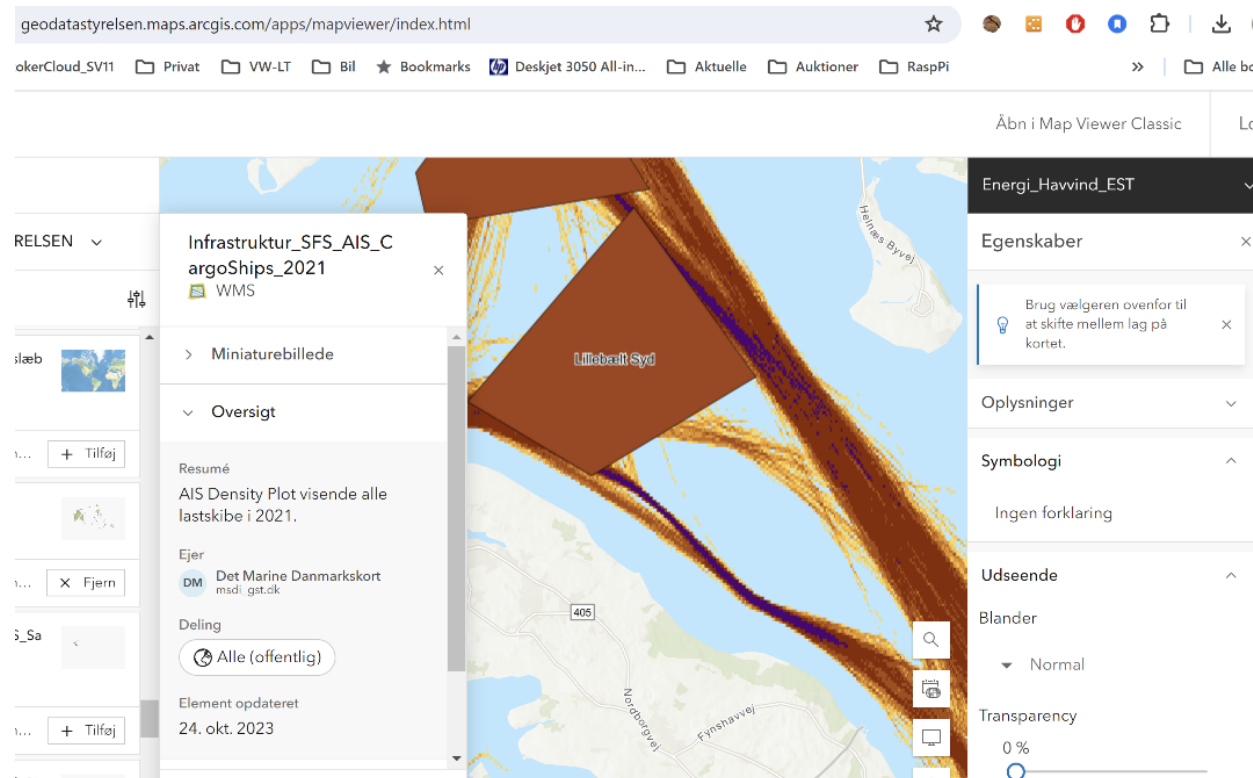 geodatastyrelsen.maps.arcgis.com/apps/mapviewer/index.html
okerCloud_SV11 Privat VW-LT Bil Bookmarks Deskjet 3050 All-in... Aktuelle Auktioner RaspPi » Alle bo
Åbn i Map Viewer Classic Lo
RELSEN
slæb
n...
+ Tilføj
n...
× Fjern
S_Sa
n...
+ Tilføj
Infrastruktur_SFS_AIS_C
argoShips_2021
WMS
Miniaturebillede
Oversigt
Resumé
AIS Density Plot visende alle
lastskibe i 2021.
Ejer
DM Det Marine Danmarkskort
msdi_gst.dk
Deling
Alle (offentlig)
Element opdateret
24. okt. 2023
Helnæs Byvej
Lillebælt Syd
405
Nordborgvej
Fynshavvej
Energi_Havvind_EST
Egenskaber
Brug vælgeren ovenfor til
at skifte mellem lag på
kortet.
Oplysninger
Symbologi
Ingen forklaring
Udseende
Blander
Normal
Transparency
0 %